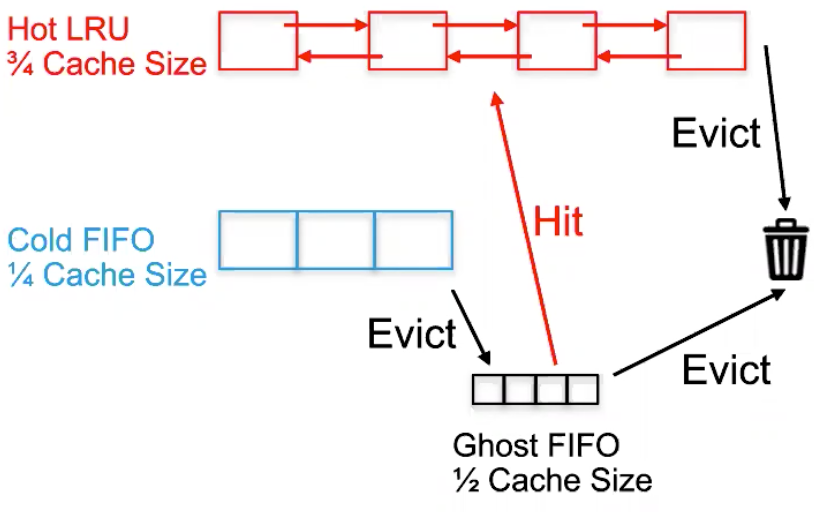 Hot LRU
¾ Cache Size
Evict
Hit
Cold FIFO
¼ Cache Size
Evict
Evict
Ghost FIFO
½ Cache Size